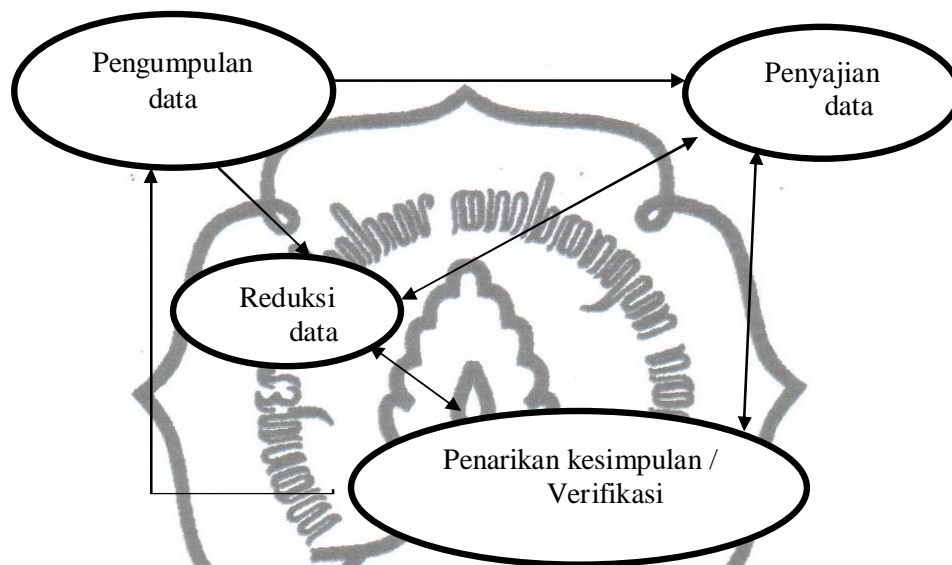 Pengumpulan
data
Penyajian
data
Reduksi
data
Penarikan kesimpulan /
Verifikasi